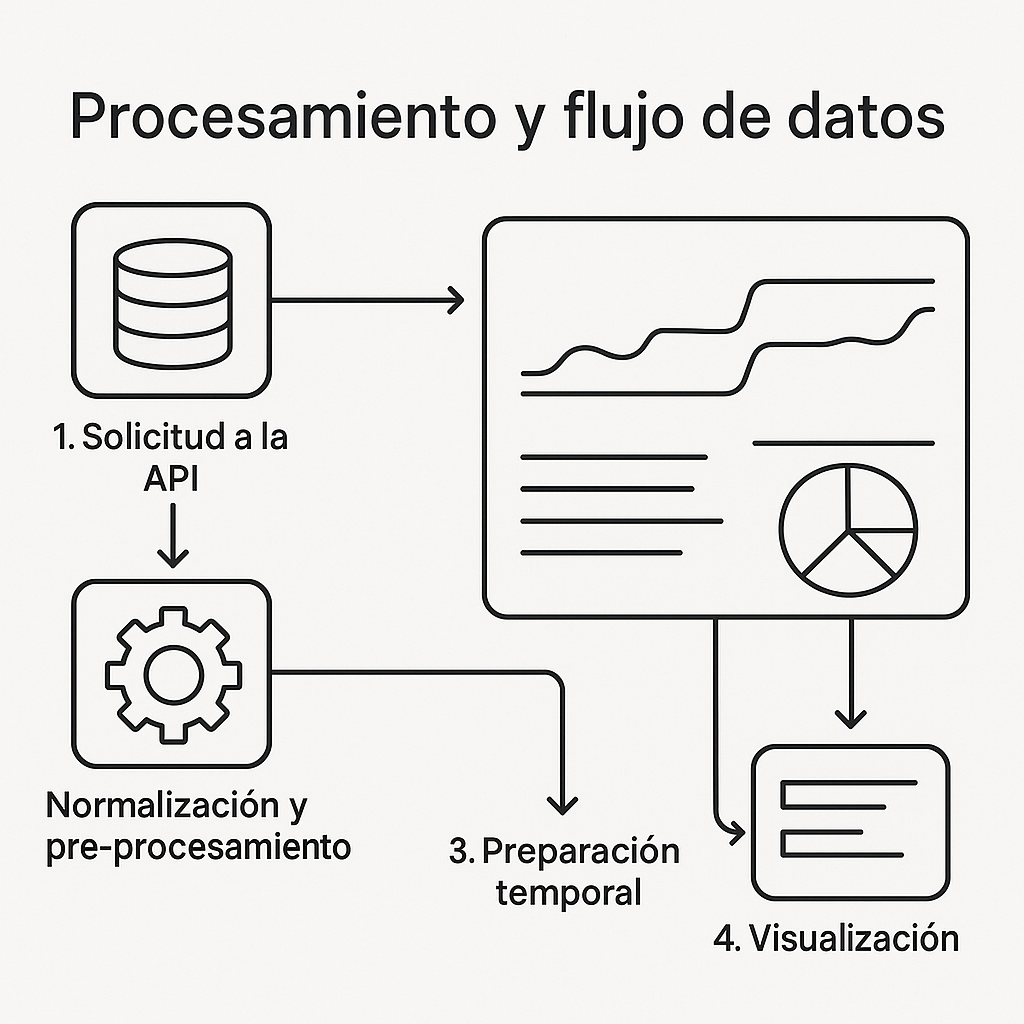 Procesamiento y flujo de datos
1. Solicitud a la
API
Normalización y
pre-procesamiento
3. Preparación
temporal
4. Visualización